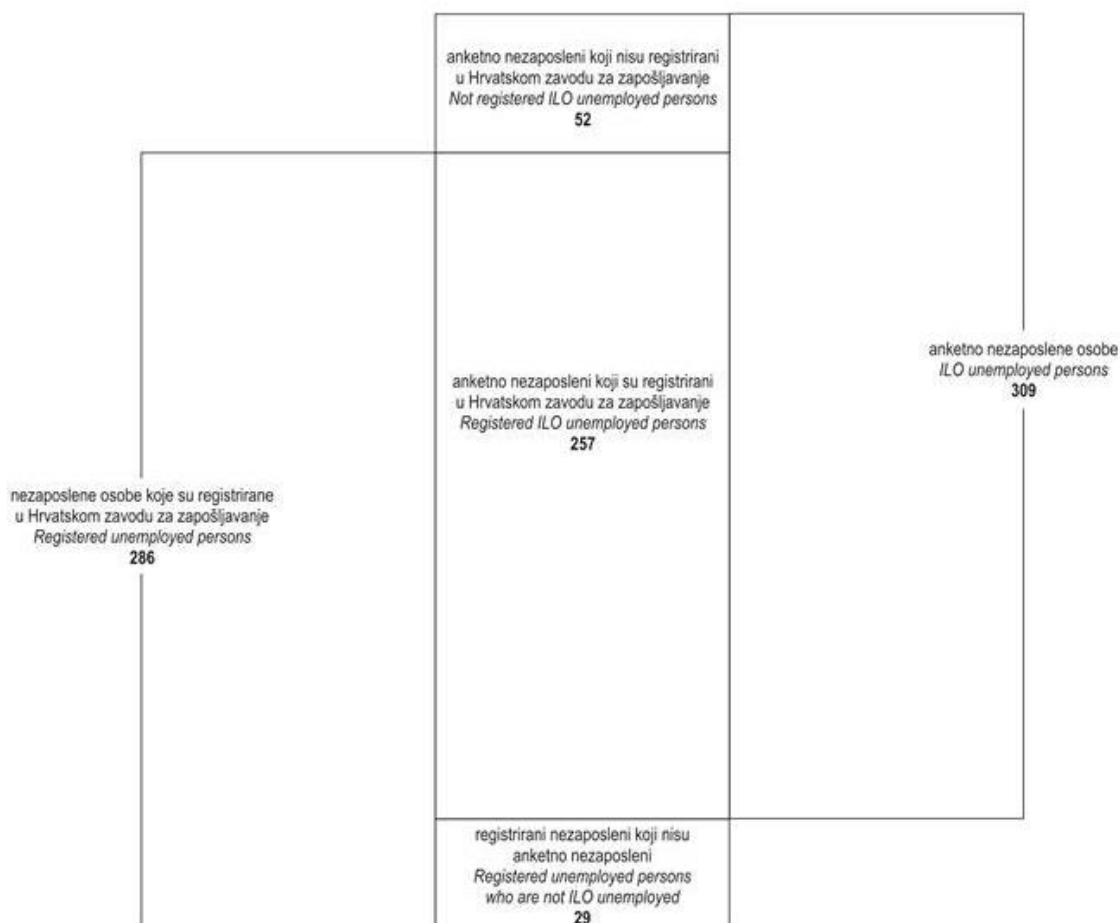 anketno nezaposleni koji nisu registrirani
u Hrvatskom zavodu za zapošljavanje
Not registered ILO unemployed persons
52
anketno nezaposlene osobe
ILO unemployed persons
309
anketno nezaposleni koji su registrirani
u Hrvatskom zavodu za zapošljavanje
Registered ILO unemployed persons
257
nezaposlene osobe koje su registrirane
u Hrvatskom zavodu za zapošljavanje
Registered unemployed persons
286
registrirani nezaposleni koji nisu
anketno nezaposleni
Registered unemployed persons
who are not ILO unemployed
29